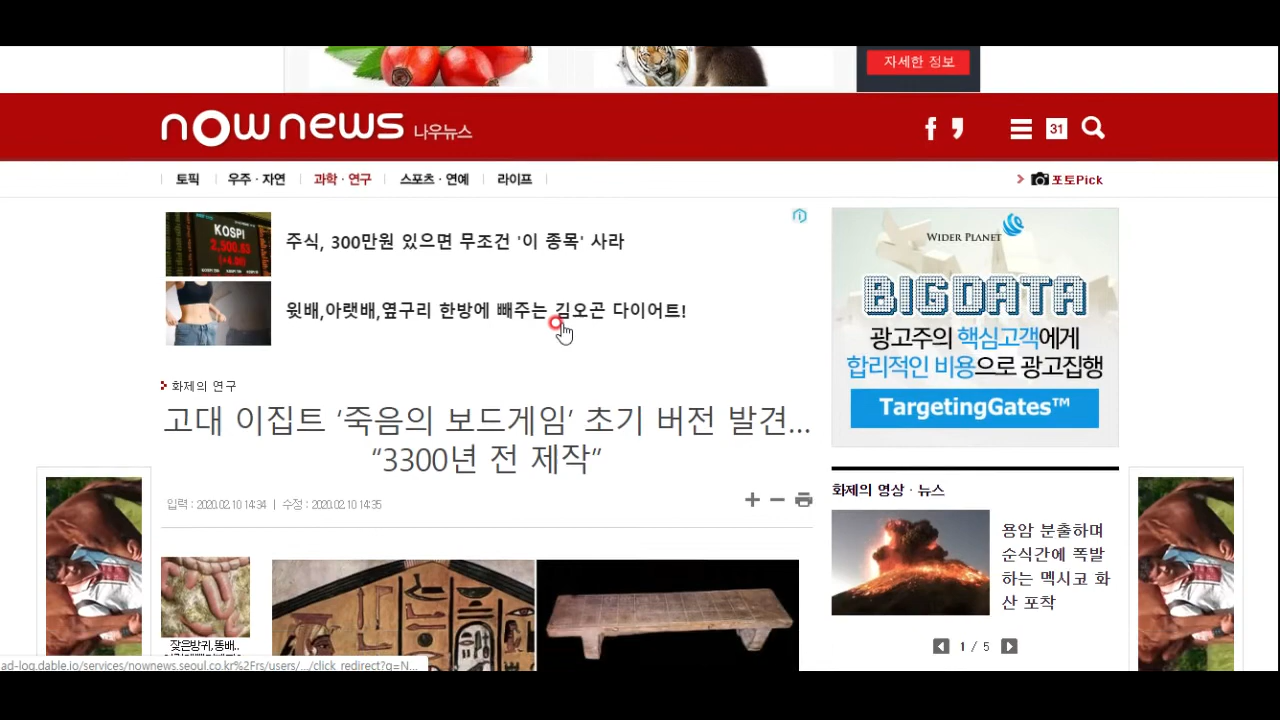 자세한 정보
now news 나우뉴스
31
토픽 우주·자연 과학·연구 스포츠·연예 라이프
포토Pick
KOSPI
주식, 300만원 있으면 무조건 '이 종목' 사라
윗배,아랫배,옆구리 한방에 빼주는 김오곤 다이어트!
WIDER PLANET
BIGDATA
광고주의 핵심고객에게
합리적인 비용으로 광고집행
TargetingGates™
화제의 연구
고대 이집트 ‘죽음의 보드게임’ 초기 버전 발견...
“3300년 전 제작”
입력 : 2020.02.10 14:34 | 수정 : 2020.02.10 14:35
화제의 영상·뉴스
용암 분출하며
순식간에 폭발
하는 멕시코 화
산 포착
1 / 5
잦은방귀,똥배..
ad-log.dable.io/services/nownews.seoul.co.kr%2Frs/users/.../click_redirect?q=N...